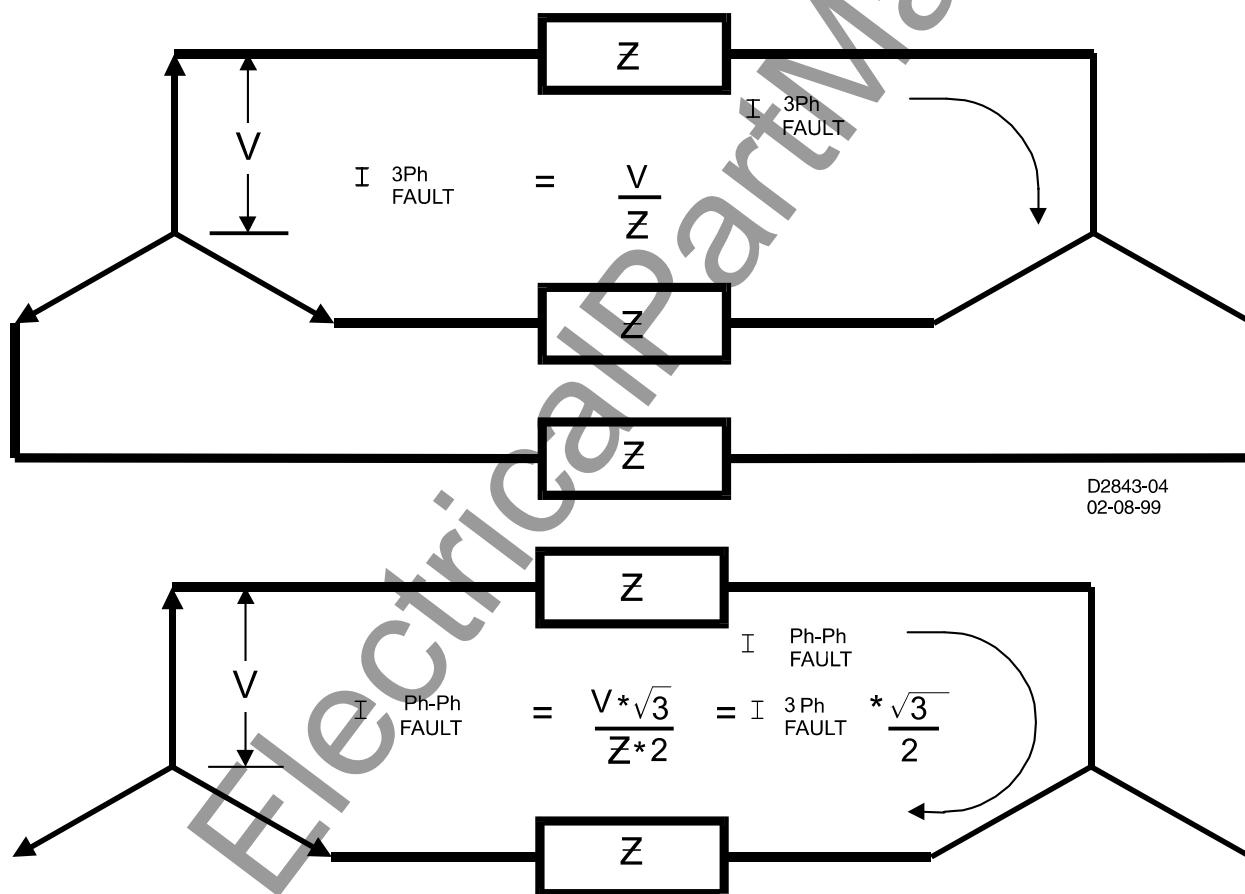 Z
I 3Ph
FAULT
V
I 3Ph
FAULT
= V
Z
Z
Z
D2843-04
02-08-99
Z
I Ph-Ph
FAULT
V
I Ph-Ph
FAULT
= V*√3
Z*2
= I 3 Ph
FAULT
* √3
2
Z
ElectricalPartMa